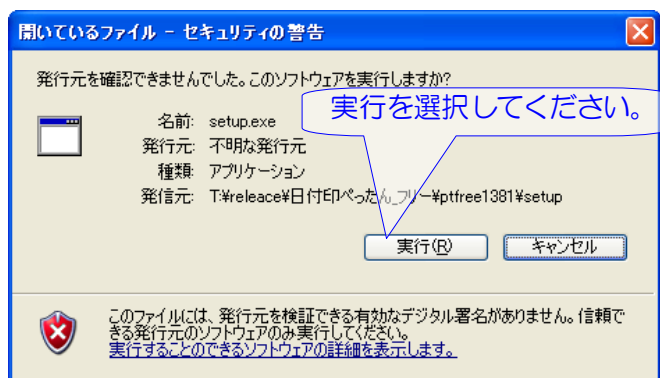 開いているファイル - セキュリティの警告
発行元を確認できませんでした。このソフトウェアを実行しますか?
実行を選択してください。
名前: setup.exe
発行元: 不明な発行元
種類: アプリケーション
発信元: T:¥releace¥日付印ぺったん_フリー¥ptfree1381¥setup
実行(R)
キャンセル
このファイルには、発行元を検証できる有効なデジタル署名がありません。信頼で
きる発行元のソフトウェアのみ実行してください。
実行することのできるソフトウェアの詳細を表示します。